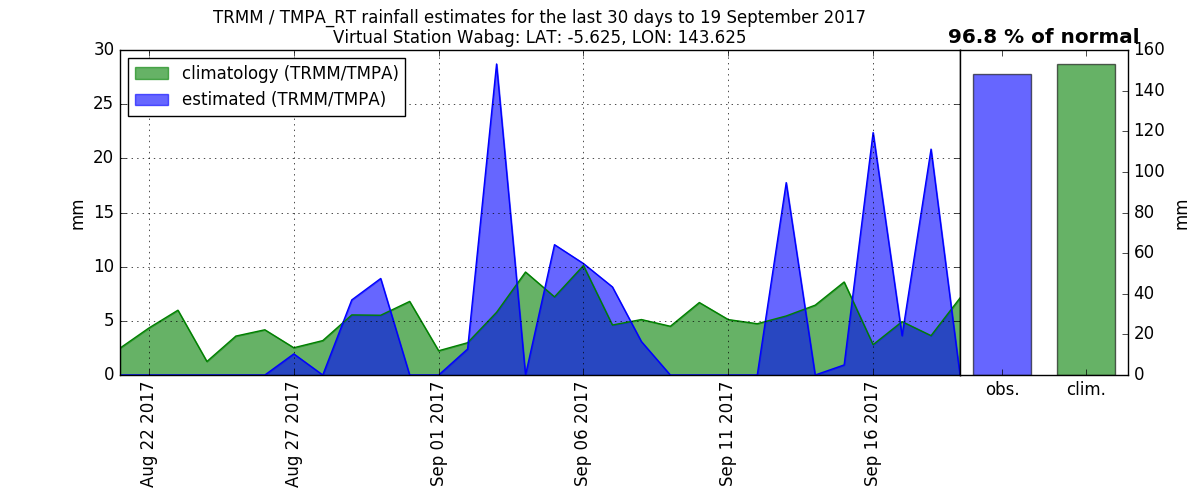 TRMM / TMPA_RT rainfall estimates for the last 30 days to 19 September 2017
Virtual Station Wabag: LAT: -5.625, LON: 143.625
96.8 % of normal
climatology (TRMM/TMPA)
estimated (TRMM/TMPA)
30
25
20
15
10
5
0
mm
Aug 22 2017
Aug 27 2017
Sep 01 2017
Sep 06 2017
Sep 11 2017
Sep 16 2017
160
140
120
100
80
60
40
20
0
mm
obs.
clim.